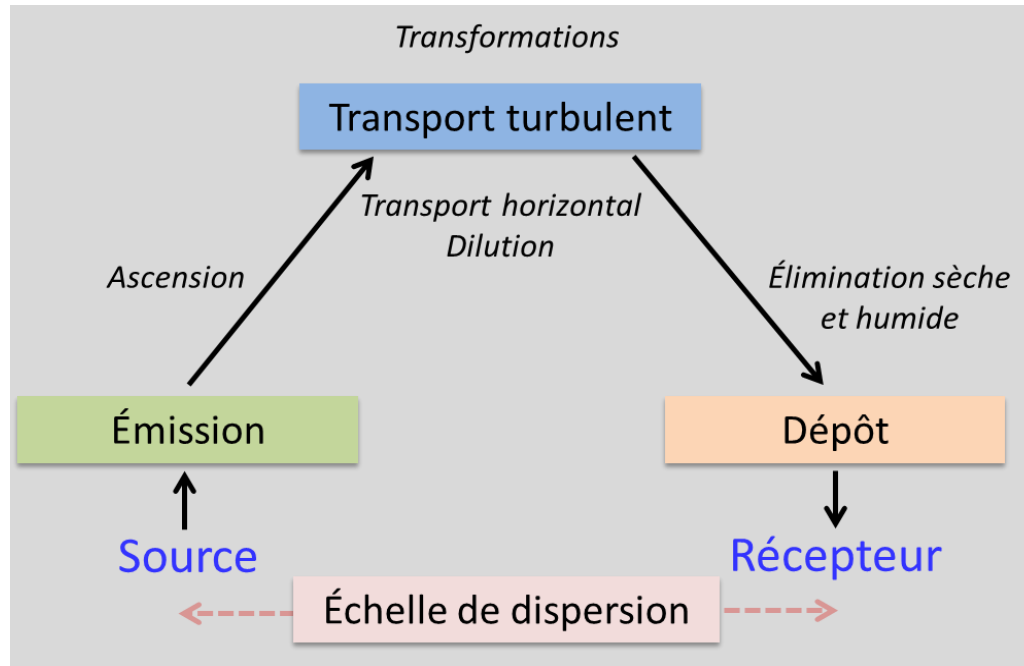 Transformations
Transport turbulent
Transport horizontal
Dilution
Ascension
Élimination sèche
et humide
Émission
Dépôt
Source
Récepteur
Échelle de dispersion